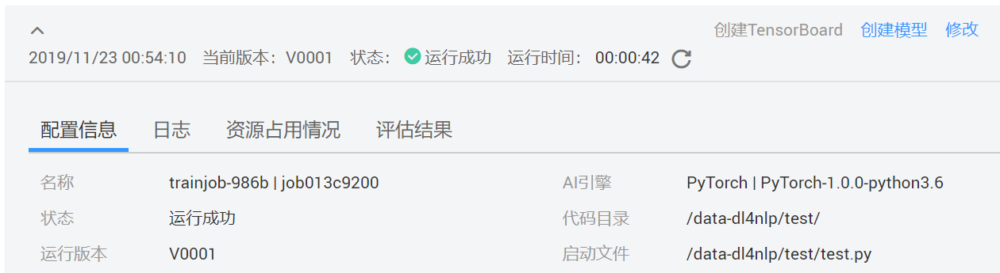 创建TensorBoard 创建模型 修改
2019/11/23 00:54:10 当前版本：V0001 状态： 运行成功 运行时间： 00:00:42
配置信息 日志 资源占用情况 评估结果
名称 trainjob-986b | job013c9200 AI引擎 PyTorch | PyTorch-1.0.0-python3.6
状态 运行成功 代码目录 /data-dl4nlp/test/
运行版本 V0001 启动文件 /data-dl4nlp/test/test.py